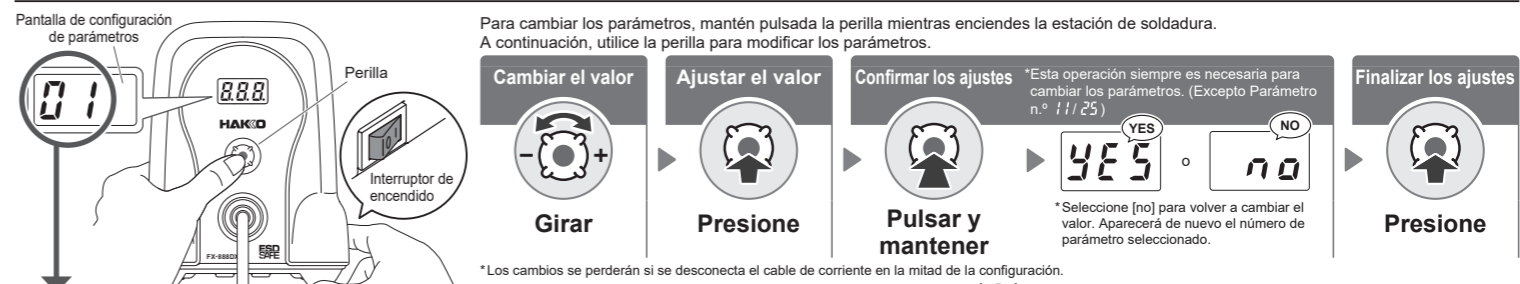 Pantalla de configuración
de parámetros
01
8.8.8.
HAKKO
Perilla
Interruptor de
encendido
FX-888DX
ESD
SAFE
Para cambiar los parámetros, mantén pulsada la perilla mientras enciendes la estación de soldadura.
A continuación, utilice la perilla para modificar los parámetros.
Cambiar el valor
- +
Girar
Ajustar el valor
Presione
Confirmar los ajustes
Pulsar y
mantener
*Esta operación siempre es necesaria para
cambiar los parámetros. (Excepto Parámetro
n.º 11/25)
YES
YES
o
NO
no
*Seleccione [no] para volver a cambiar el
valor. Aparecerá de nuevo el número de
parámetro seleccionado.
Finalizar los ajustes
Presione
*Los cambios se perderán si se desconecta el cable de corriente en la mitad de la configuración.